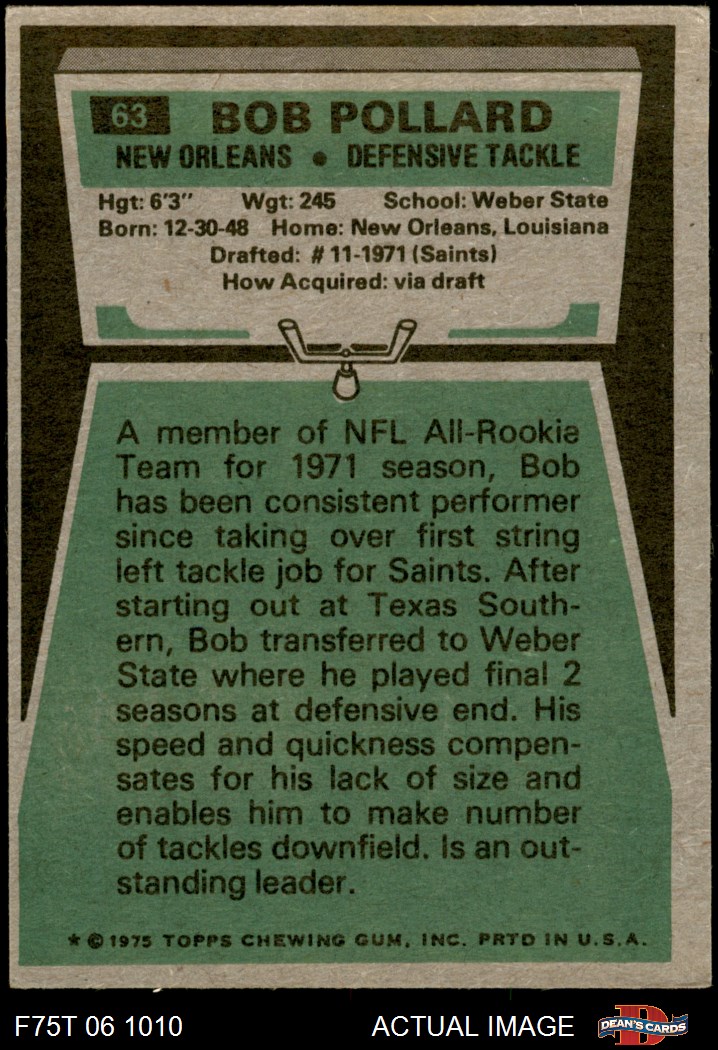 63 BOB POLLARD
NEW ORLEANS • DEFENSIVE TACKLE
Hgt: 6'3" Wgt: 245 School: Weber State
Born: 12-30-48 Home: New Orleans, Louisiana
Drafted: # 11-1971 (Saints)
How Acquired: via draft
A member of NFL All-Rookie
Team for 1971 season, Bob
has been consistent performer
since taking over first string
left tackle job for Saints. After
starting out at Texas South-
ern, Bob transferred to Weber
State where he played final 2
seasons at defensive end. His
speed and quickness compen-
sates for his lack of size and
enables him to make number
of tackles downfield. Is an out-
standing leader.
* © 1975 TOPPS CHEWING GUM, INC. PRTD IN U.S.A.
F75T 06 1010 ACTUAL IMAGE D DEAN'S CARDS